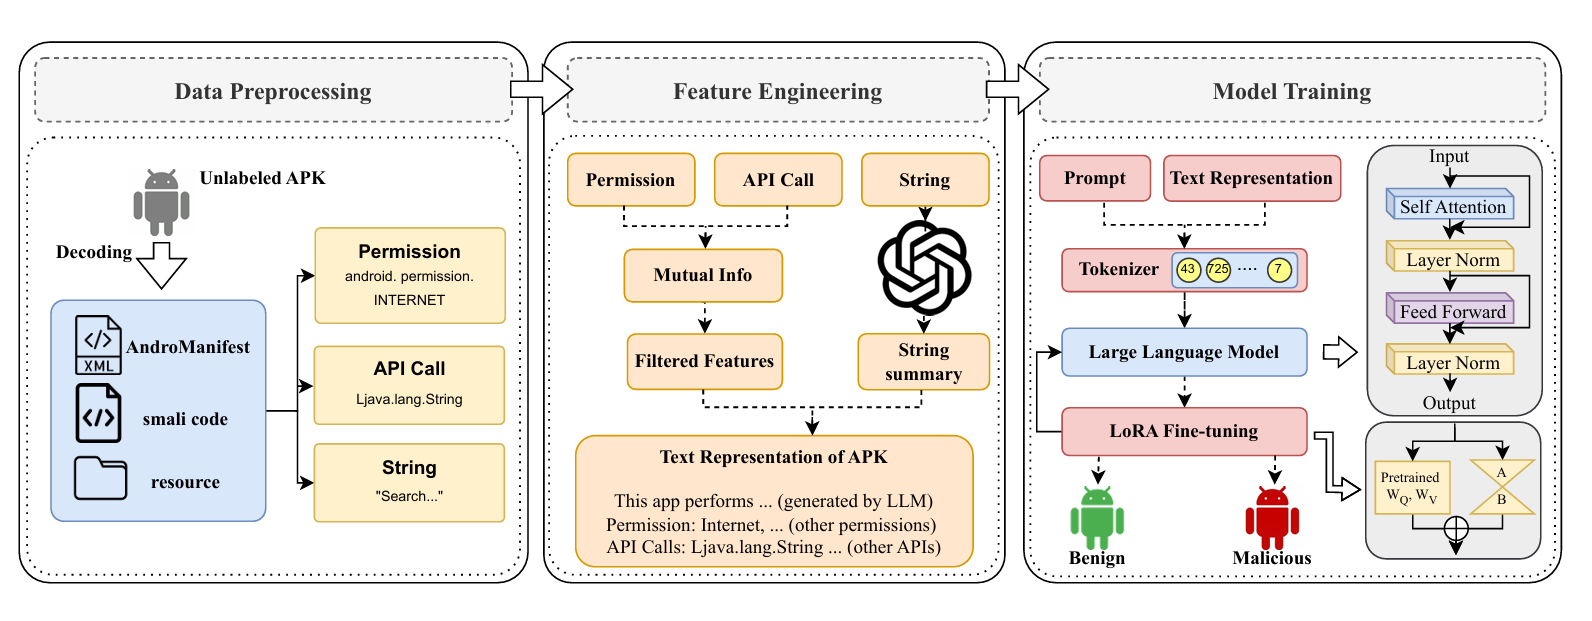 Data Preprocessing
Unlabeled APK
Decoding
XML
AndroManifest
smali code
resource
Permission
android. permission.
INTERNET
API Call
Ljava.lang.String
String
"Search..."
Feature Engineering
Permission
API Call
String
Mutual Info
Filtered Features
String
summary
Text Representation of APK
This app performs ... (generated by LLM)
Permission: Internet, ... (other permissions)
API Calls: Ljava.lang.String ... (other APIs)
Model Training
Prompt
Text Representation
Tokenizer
43 725 .... 7
Large Language Model
LoRA Fine-tuning
Benign
Malicious
Input
Self Attention
Layer Norm
Feed Forward
Layer Norm
Output
Pretrained
W_Q, W_V
A
B